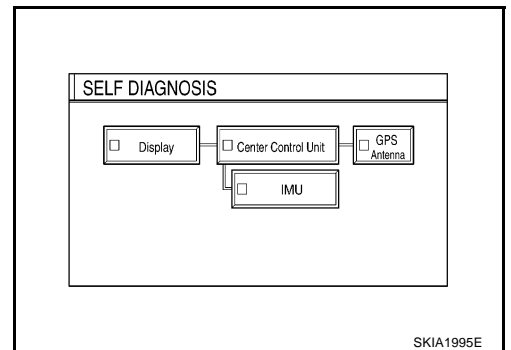 SELF DIAGNOSIS
Display
Center Control Unit
GPS
Antenna
IMU
SKIA1995E